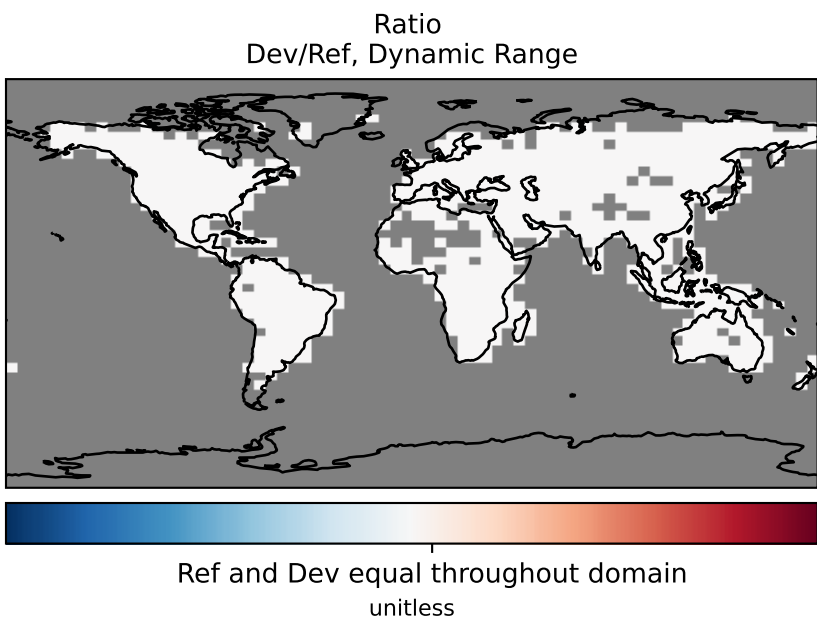 Ratio
Dev/Ref, Dynamic Range
Ref and Dev equal throughout domain
unitless